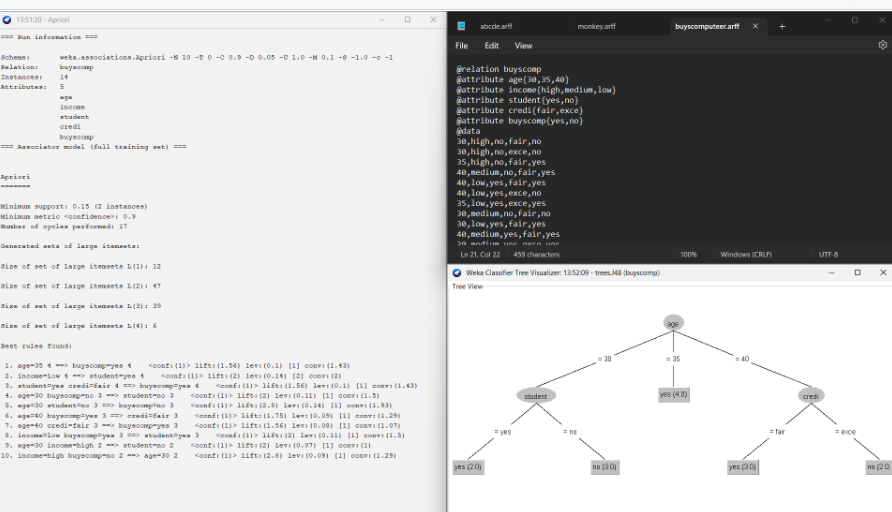 13:51:30 - Apriori
=== Run information ===
Scheme: weka.associations.Apriori -N 10 -T 0 -C 0.9 -D 0.05 -U 1.0 -M 0.1 -S -1.0 -c -1
Relation: buyscomp
Instances: 14
Attributes: 5
age
income
student
credi
buyscomp
=== Associator model (full training set) ===
Apriori
=======
Minimum support: 0.15 (2 instances)
Minimum metric <confidence>: 0.9
Number of cycles performed: 17
Generated sets of large itemsets:
Size of set of large itemsets L(1): 12
Size of set of large itemsets L(2): 47
Size of set of large itemsets L(3): 39
Size of set of large itemsets L(4): 6
Best rules found:
1. age=35 4 ==> buyscomp=yes 4 <conf:(1)> lift:(1.56) lev:(0.1) [1] conv:(1.43)
2. income=low 4 ==> student=yes 4 <conf:(1)> lift:(2) lev:(0.14) [2] conv:(2)
3. student=yes credi=fair 4 ==> buyscomp=yes 4 <conf:(1)> lift:(1.56) lev:(0.1) [1] conv:(1.43)
4. age=30 buyscomp=no 3 ==> student=no 3 <conf:(1)> lift:(2) lev:(0.11) [1] conv:(1.5)
5. age=30 student=no 3 ==> buyscomp=no 3 <conf:(1)> lift:(2.8) lev:(0.14) [1] conv:(1.93)
6. age=40 buyscomp=yes 3 ==> credi=fair 3 <conf:(1)> lift:(1.75) lev:(0.09) [1] conv:(1.29)
7. age=40 credi=fair 3 ==> buyscomp=yes 3 <conf:(1)> lift:(1.56) lev:(0.08) [1] conv:(1.07)
8. income=low buyscomp=yes 3 ==> student=yes 3 <conf:(1)> lift:(2) lev:(0.11) [1] conv:(1.5)
9. age=30 income=high 2 ==> student=no 2 <conf:(1)> lift:(2) lev:(0.07) [1] conv:(1)
10. income=high buyscomp=no 2 ==> age=30 2 <conf:(1)> lift:(2.8) lev:(0.09) [1] conv:(1.29)
abcde.arff monkey.arff buyscomputeer.arff
File Edit View
@relation buyscomp
@attribute age{30,35,40}
@attribute income{high,medium,low}
@attribute student{yes,no}
@attribute credi{fair,exce}
@attribute buyscomp{yes,no}
@data
30,high,no,fair,no
30,high,no,exce,no
35,high,no,fair,yes
40,medium,no,fair,yes
40,low,yes,fair,yes
40,low,yes,exce,no
35,low,yes,exce,yes
30,medium,no,fair,no
30,low,yes,fair,yes
40,medium,yes,fair,yes
30,medium,yes,exce,yes
Ln 21, Col 22 459 characters 100% Windows (CRLF) UTF-8
Weka Classifier Tree Visualizer: 13:52:09 - trees.J48 (buyscomp)
Tree View
age
= 30 = 35 = 40
student yes (4.0) credi
= yes = no = fair = exce
yes (2.0) no (3.0) yes (3.0) no (2.0)